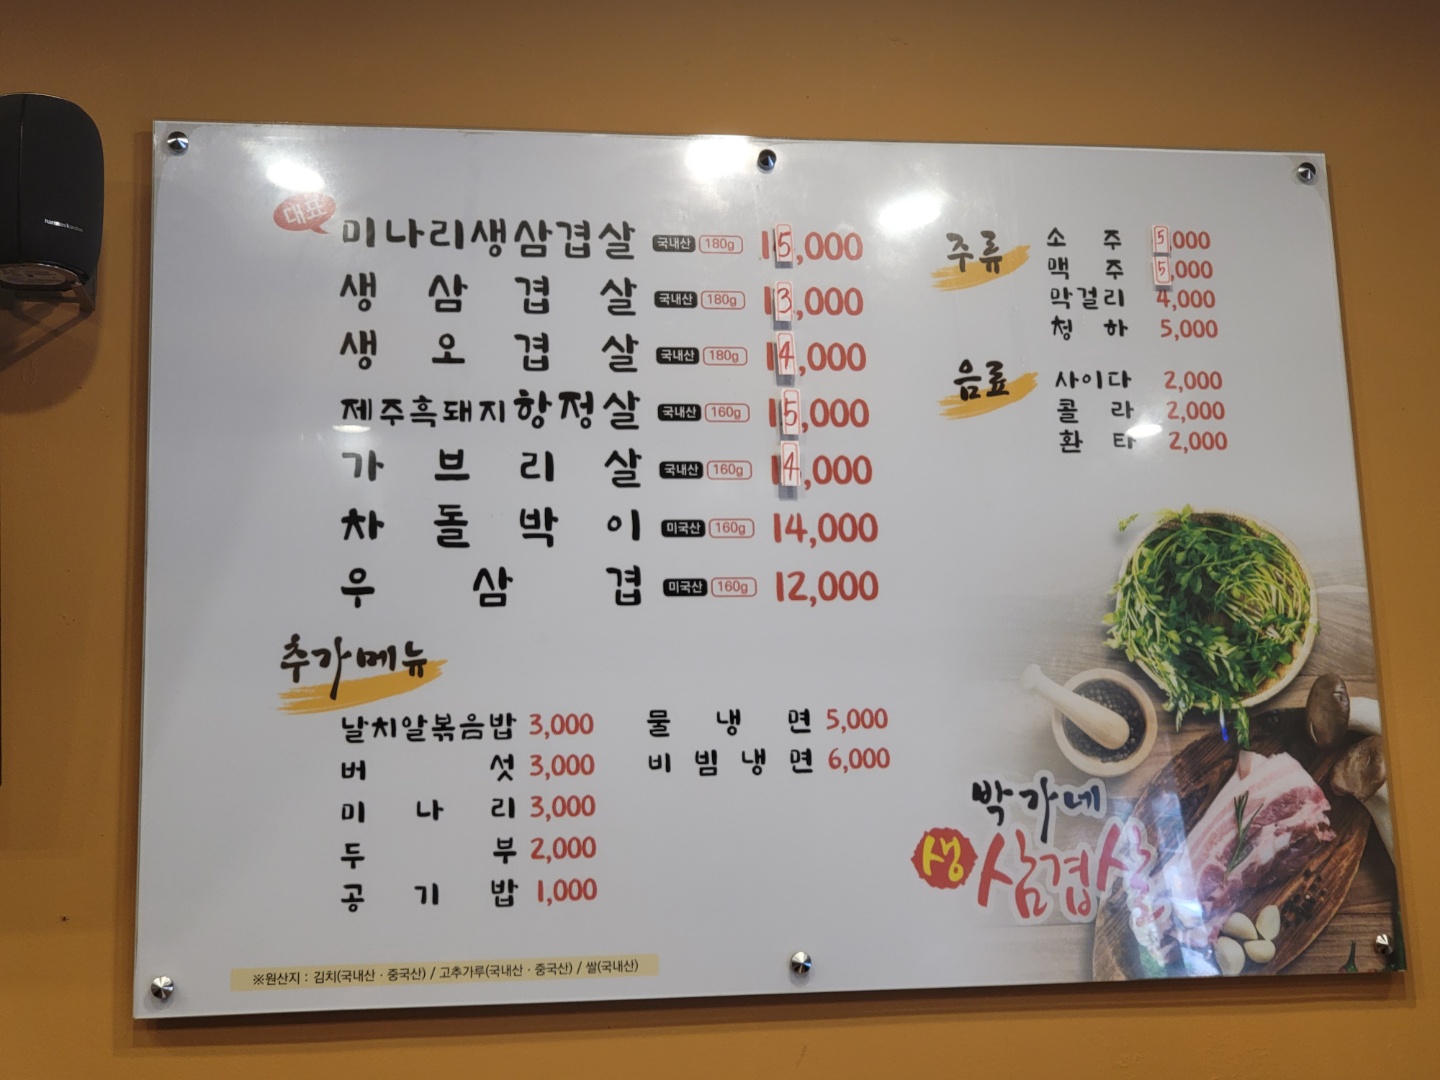 대표
미나리생삼겹살 국내산 180g 15,000
생삼겹살 국내산 180g 13,000
생오겹살 국내산 180g 14,000
제주흑돼지항정살 국내산 160g 15,000
가브리살 국내산 160g 14,000
차돌박이 미국산 160g 14,000
우삼겹 미국산 160g 12,000
추가메뉴
날치알볶음밥 3,000
버섯 3,000
미나리 3,000
두부 2,000
공기밥 1,000
물냉면 5,000
비빔냉면 6,000
※원산지 : 김치(국내산 · 중국산) / 고추가루(국내산 · 중국산) / 쌀(국내산)
주류
소주 5,000
맥주 5,000
막걸리 4,000
청하 5,000
음료
사이다 2,000
콜라 2,000
환타 2,000
박가네
생삼겹살
harman/kardon